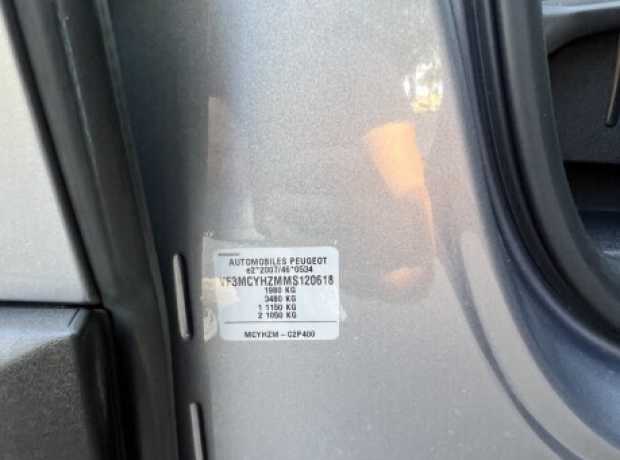 AUTOMOBILES PEUGEOT
e2*2007/46*0534
VF3MCYHZMMS120618
1980 KG
3480 KG
1 1150 KG
2 1050 KG
MCYHZM - C2P400